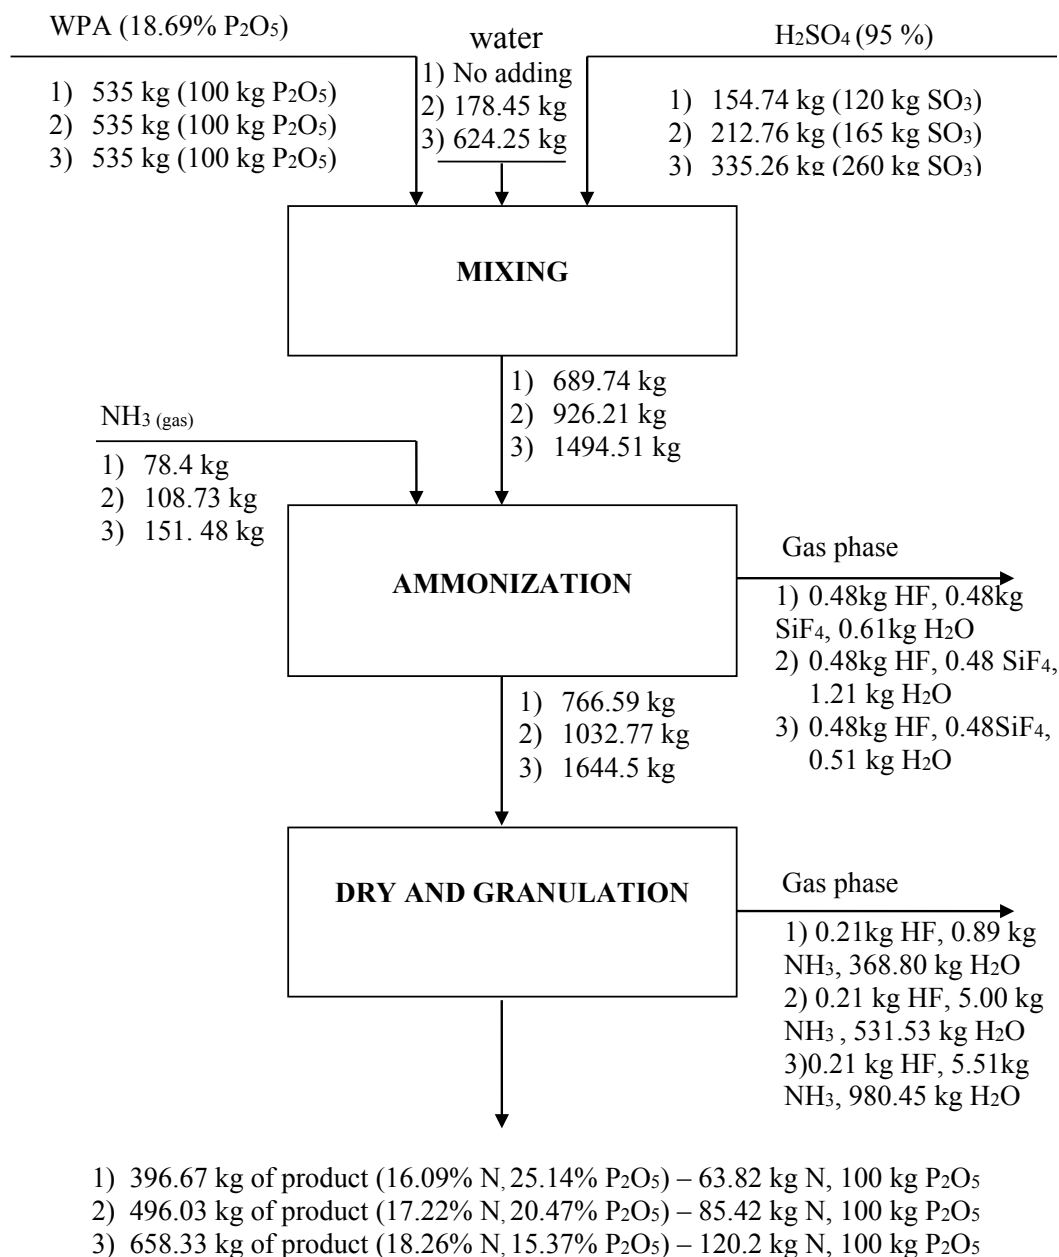 WPA (18.69% P₂O₅)
1) 535 kg (100 kg P₂O₅)
2) 535 kg (100 kg P₂O₅)
3) 535 kg (100 kg P₂O₅)
water
1) No adding
2) 178.45 kg
3) 624.25 kg
H₂SO₄ (95 %)
1) 154.74 kg (120 kg SO₃)
2) 212.76 kg (165 kg SO₃)
3) 335.26 kg (260 kg SO₃)
MIXING
1) 689.74 kg
2) 926.21 kg
3) 1494.51 kg
NH₃ (gas)
1) 78.4 kg
2) 108.73 kg
3) 151. 48 kg
AMMONIZATION
Gas phase
1) 0.48kg HF, 0.48kg
SiF₄, 0.61kg H₂O
2) 0.48kg HF, 0.48 SiF₄,
1.21 kg H₂O
3) 0.48kg HF, 0.48SiF₄,
0.51 kg H₂O
1) 766.59 kg
2) 1032.77 kg
3) 1644.5 kg
DRY AND GRANULATION
Gas phase
1) 0.21kg HF, 0.89 kg
NH₃, 368.80 kg H₂O
2) 0.21 kg HF, 5.00 kg
NH₃ , 531.53 kg H₂O
3)0.21 kg HF, 5.51kg
NH₃, 980.45 kg H₂O
1) 396.67 kg of product (16.09% N, 25.14% P₂O₅) – 63.82 kg N, 100 kg P₂O₅
2) 496.03 kg of product (17.22% N, 20.47% P₂O₅) – 85.42 kg N, 100 kg P₂O₅
3) 658.33 kg of product (18.26% N, 15.37% P₂O₅) – 120.2 kg N, 100 kg P₂O₅